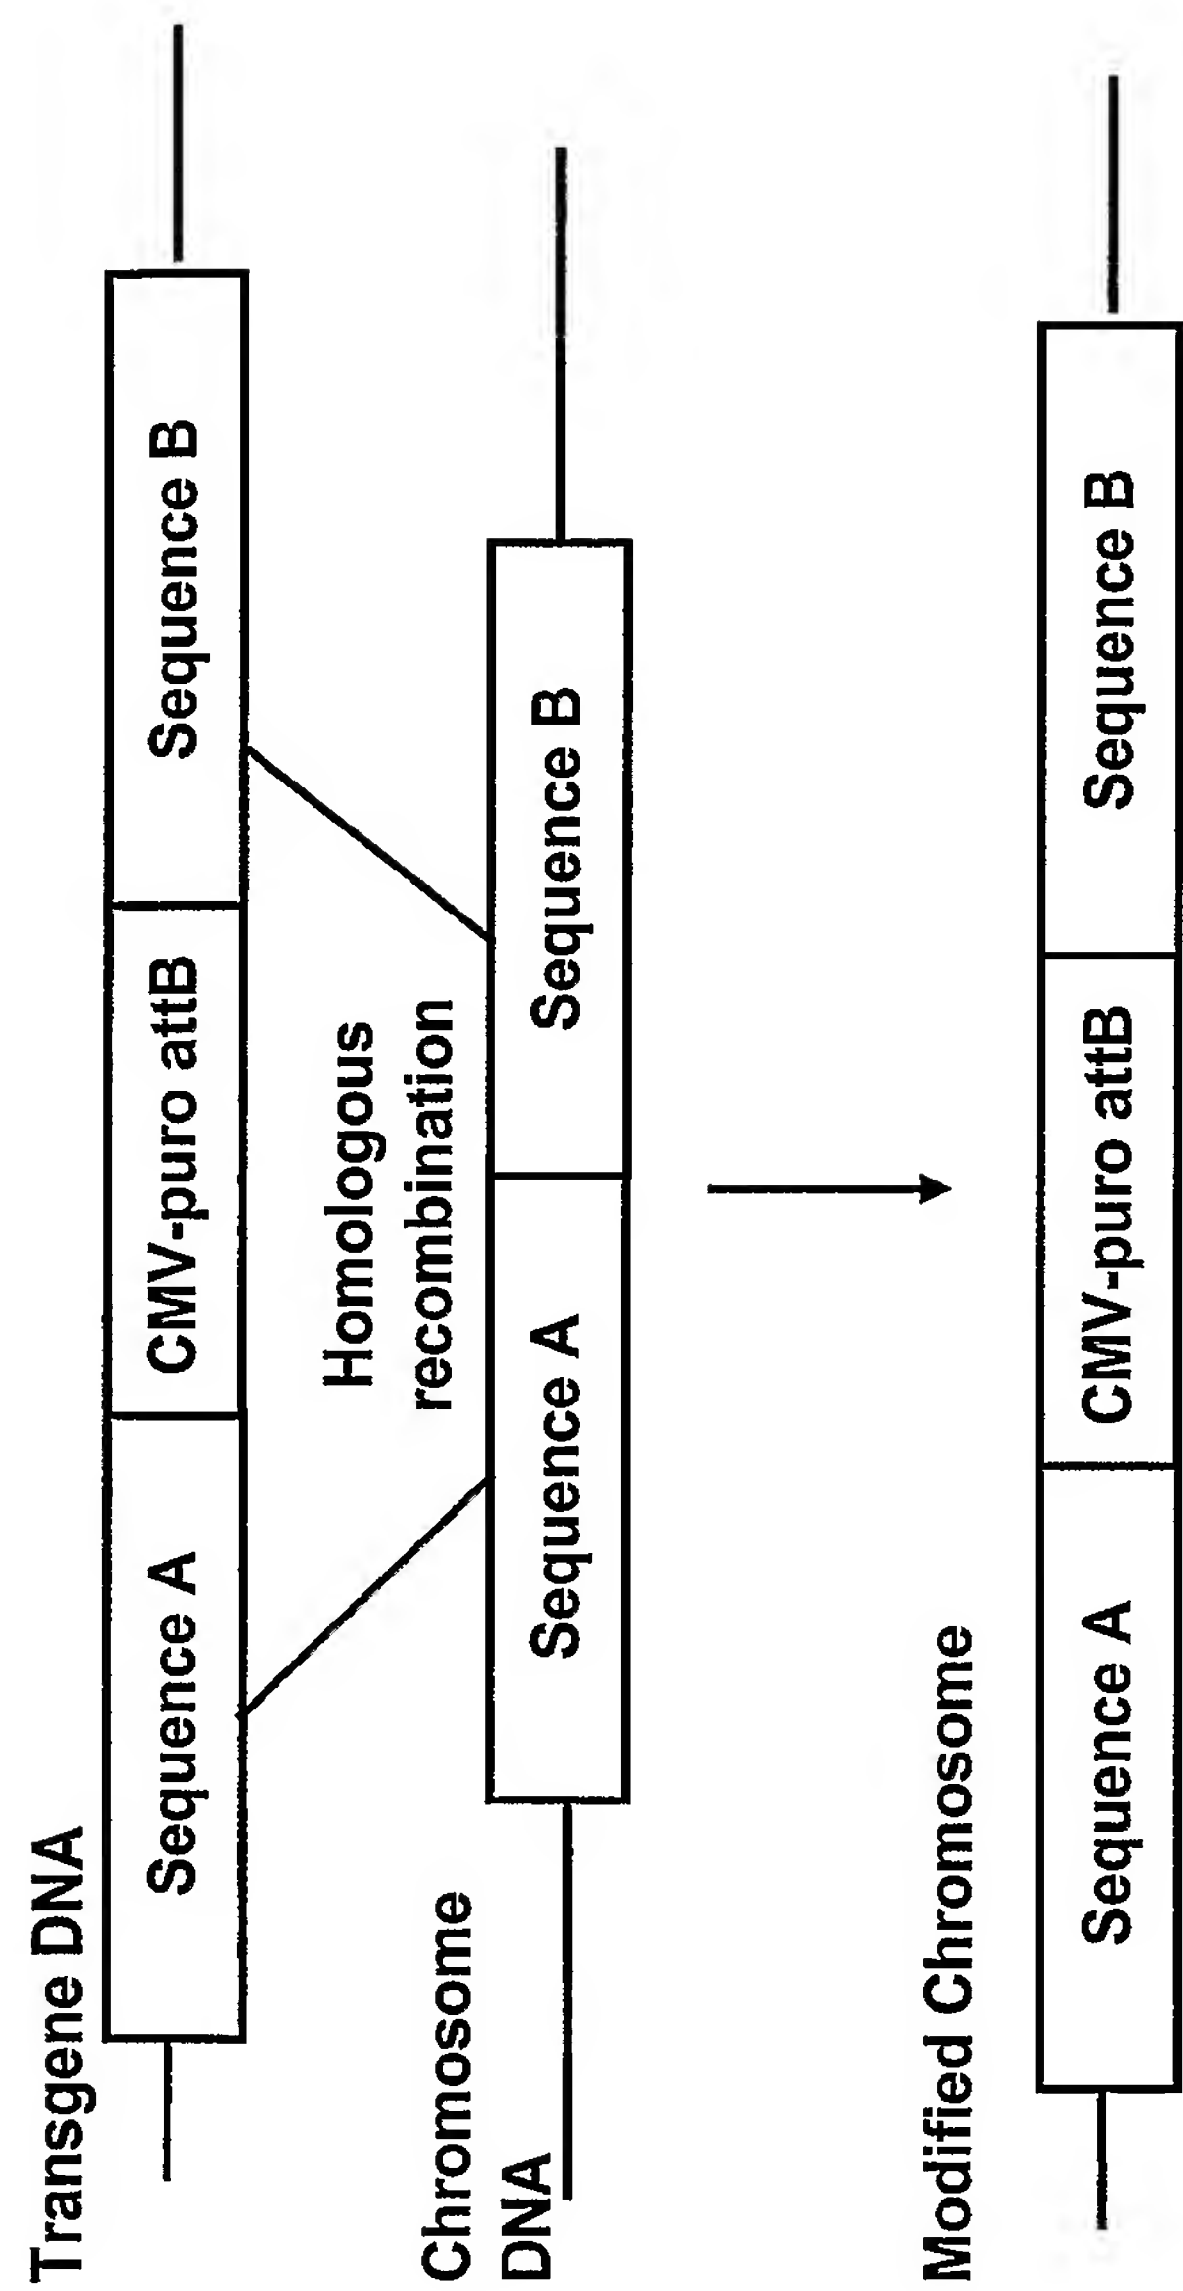 Transgene DNA
Sequence A
CMV-puro attB
Sequence B
Homologous
recombination
Chromosome
DNA
Sequence A
Sequence B
Modified Chromosome
Sequence A
CMV-puro attB
Sequence B